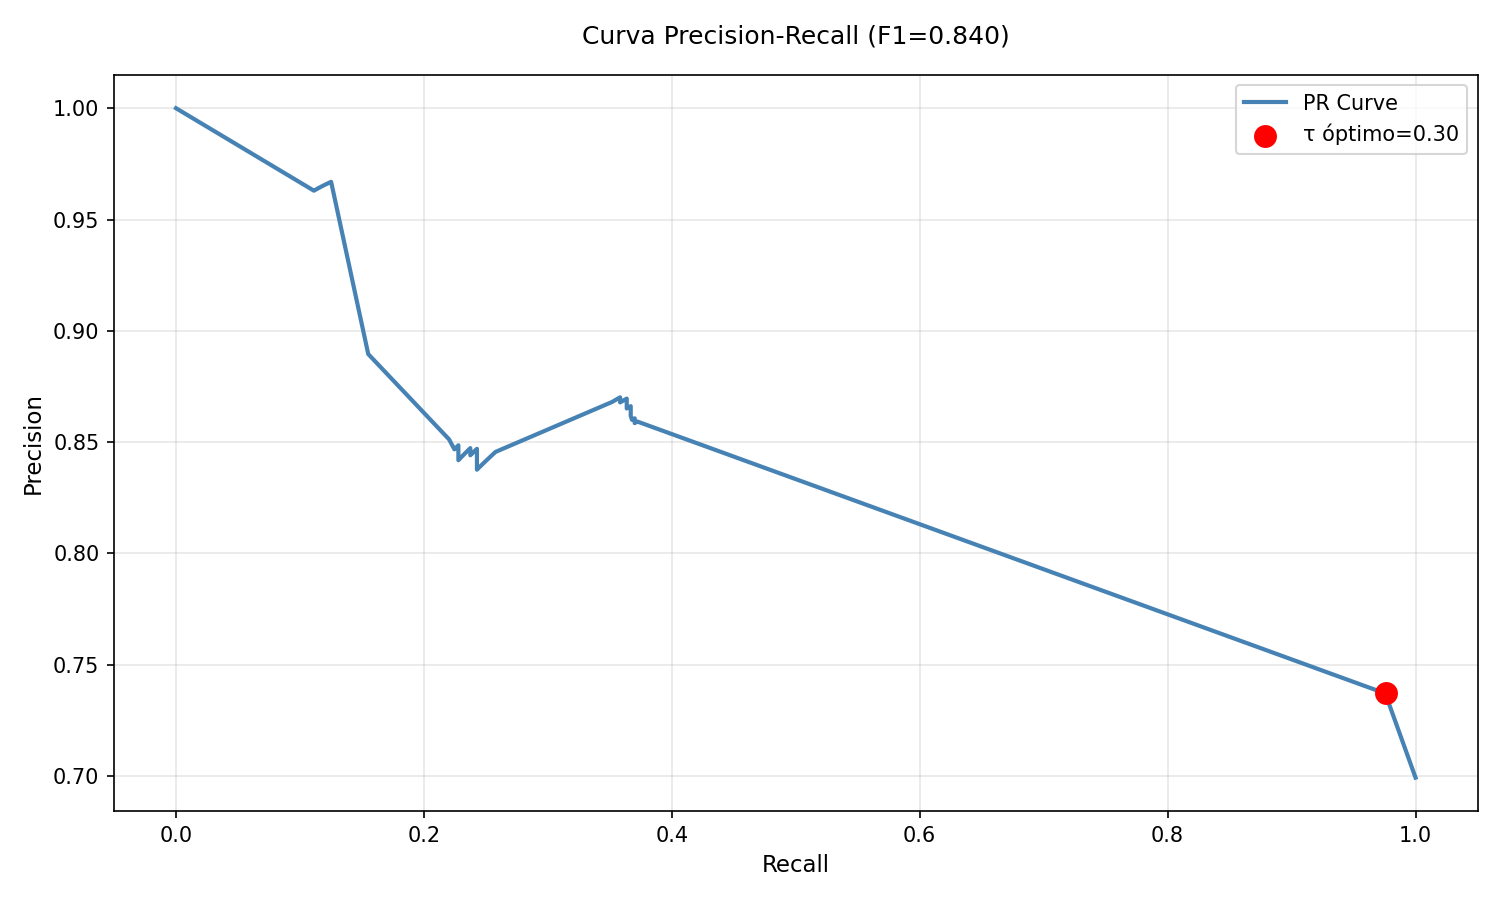 Curva Precision-Recall (F1=0.840)
PR Curve
τ óptimo=0.30
Precision
1.00
0.95
0.90
0.85
0.80
0.75
0.70
0.0 0.2 0.4 0.6 0.8 1.0
Recall